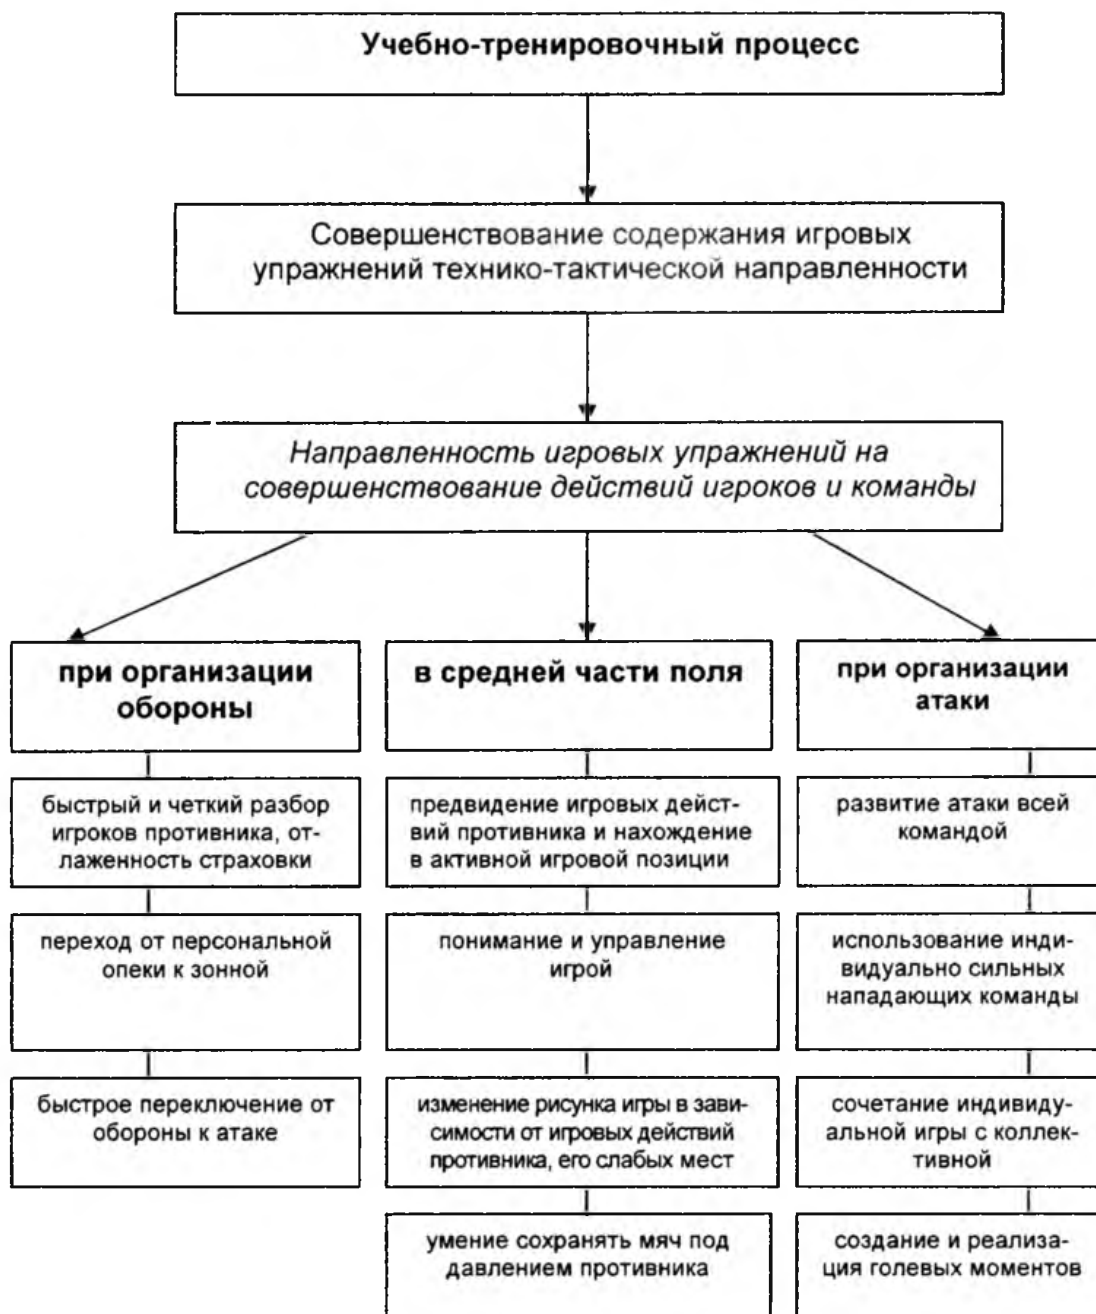 Учебно-тренировочный процесс
Совершенствование содержания игровых
упражнений технико-тактической направленности
Направленность игровых упражнений на
совершенствование действий игроков и команды
при организации
обороны
быстрый и четкий разбор
игроков противника, от-
лаженность страховки
переход от персональной
опеки к зонной
быстрое переключение от
обороны к атаке
в средней части поля
предвидение игровых дейст-
вий противника и нахождение
в активной игровой позиции
понимание и управление
игрой
изменение рисунка игры в зави-
симости от игровых действий
противника, его слабых мест
умение сохранять мяч под
давлением противника
при организации
атаки
развитие атаки всей
командой
использование инди-
видуально сильных
нападающих команды
сочетание индивиду-
альной игры с коллек-
тивной
создание и реализа-
ция голевых моментов